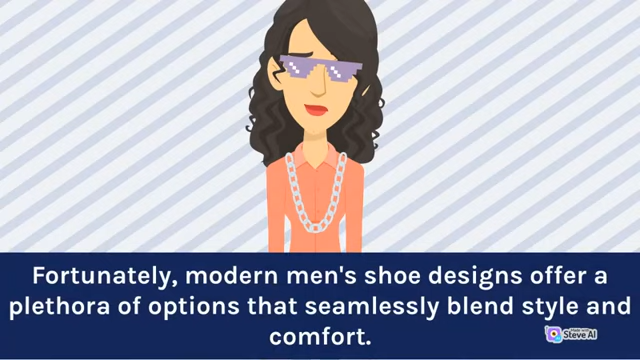 Fortunately, modern men's shoe designs offer a
plethora of options that seamlessly blend style and
comfort.
Steve AI